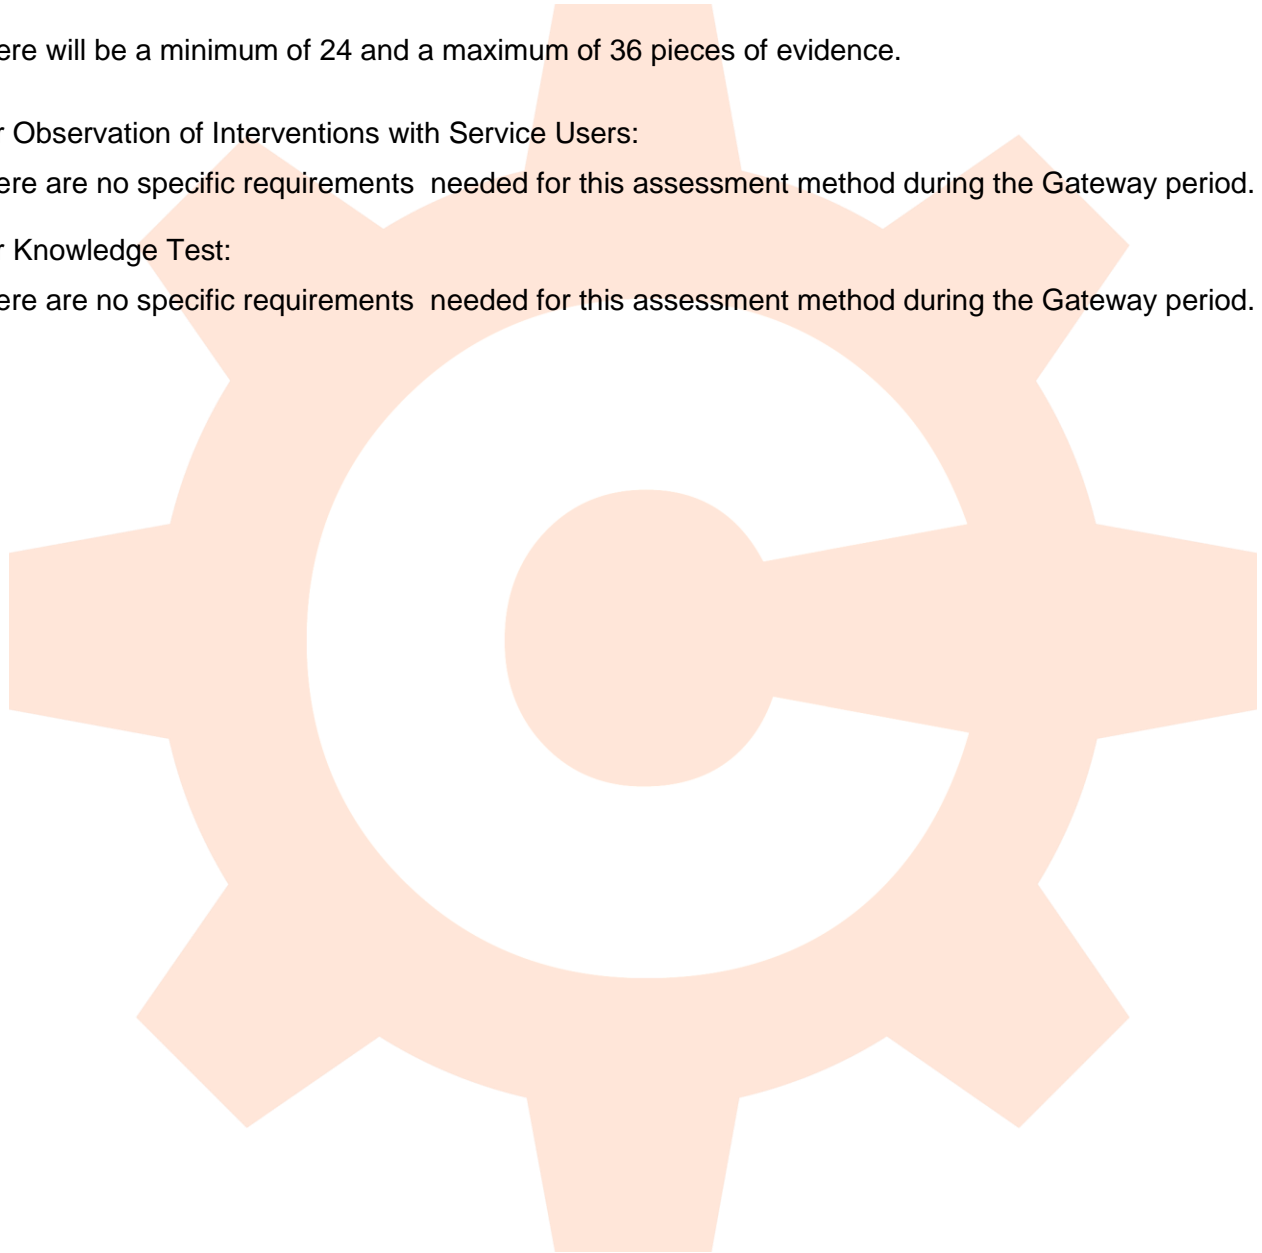 ere will be a minimum of 24 and a maximum of 36 pieces of evidence.
r Observation of Interventions with Service Users:
ere are no specific requirements  needed for this assessment method during the Gateway period.
r Knowledge Test:
ere are no specific requirements  needed for this assessment method during the Gateway period.